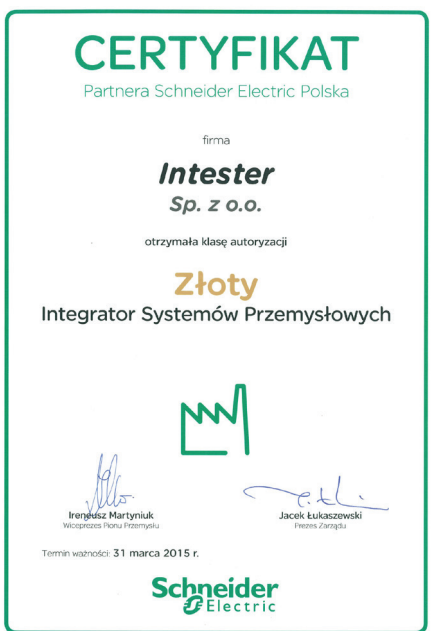 CERTYFIKAT
Partnera Schneider Electric Polska
firma
Intester
Sp. z o.o.
otrzymała klasę autoryzacji
Złoty
Integrator Systemów Przemysłowych
Ireneusz Martyniuk
Wiceprezes Pionu Przemysłu
Jacek Łukaszewski
Prezes Zarządu
Termin ważności: 31 marca 2015 r.
Schneider
Electric